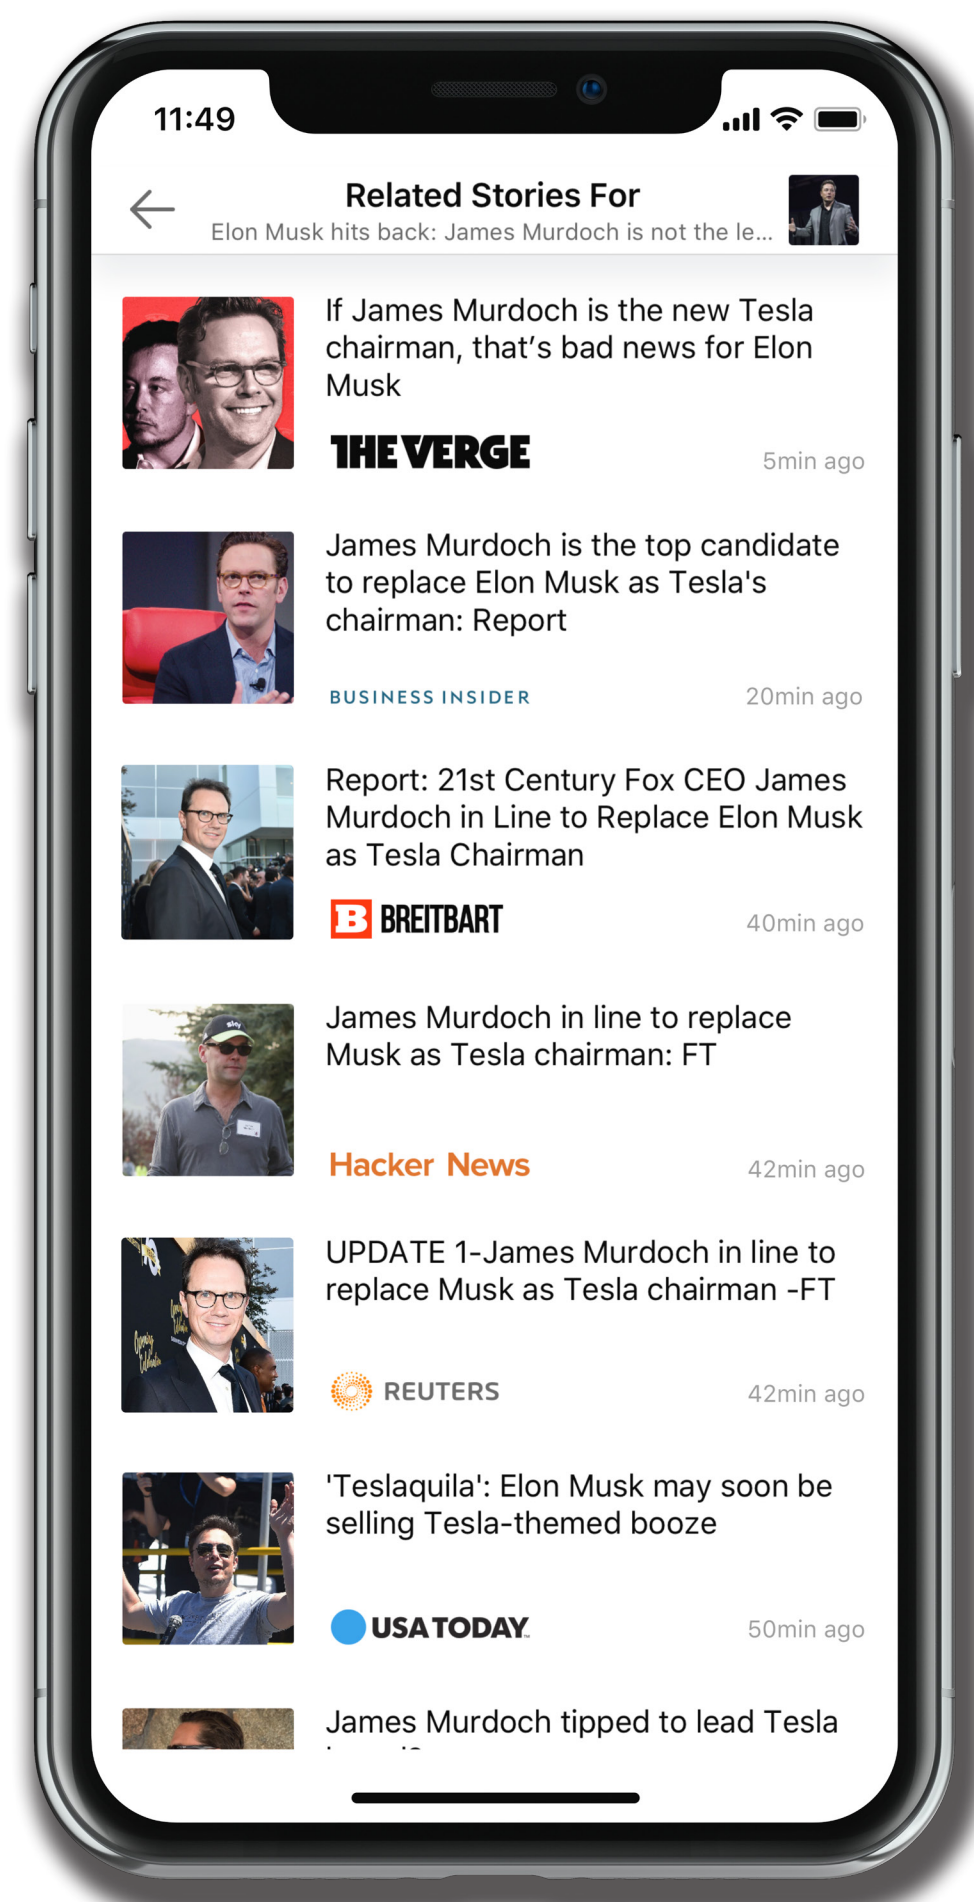 11:49
Related Stories For
Elon Musk hits back: James Murdoch is not the le...
If James Murdoch is the new Tesla
chairman, that's bad news for Elon
Musk
THE VERGE
5min ago
James Murdoch is the top candidate
to replace Elon Musk as Tesla's
chairman: Report
BUSINESS INSIDER
20min ago
Report: 21st Century Fox CEO James
Murdoch in Line to Replace Elon Musk
as Tesla Chairman
B BREITBART
40min ago
sky
James Murdoch in line to replace
Musk as Tesla chairman: FT
Hacker News
42min ago
UPDATE 1-James Murdoch in line to
replace Musk as Tesla chairman -FT
REUTERS
42min ago
'Teslaquila': Elon Musk may soon be
selling Tesla-themed booze
USA TODAY
50min ago
James Murdoch tipped to lead Tesla